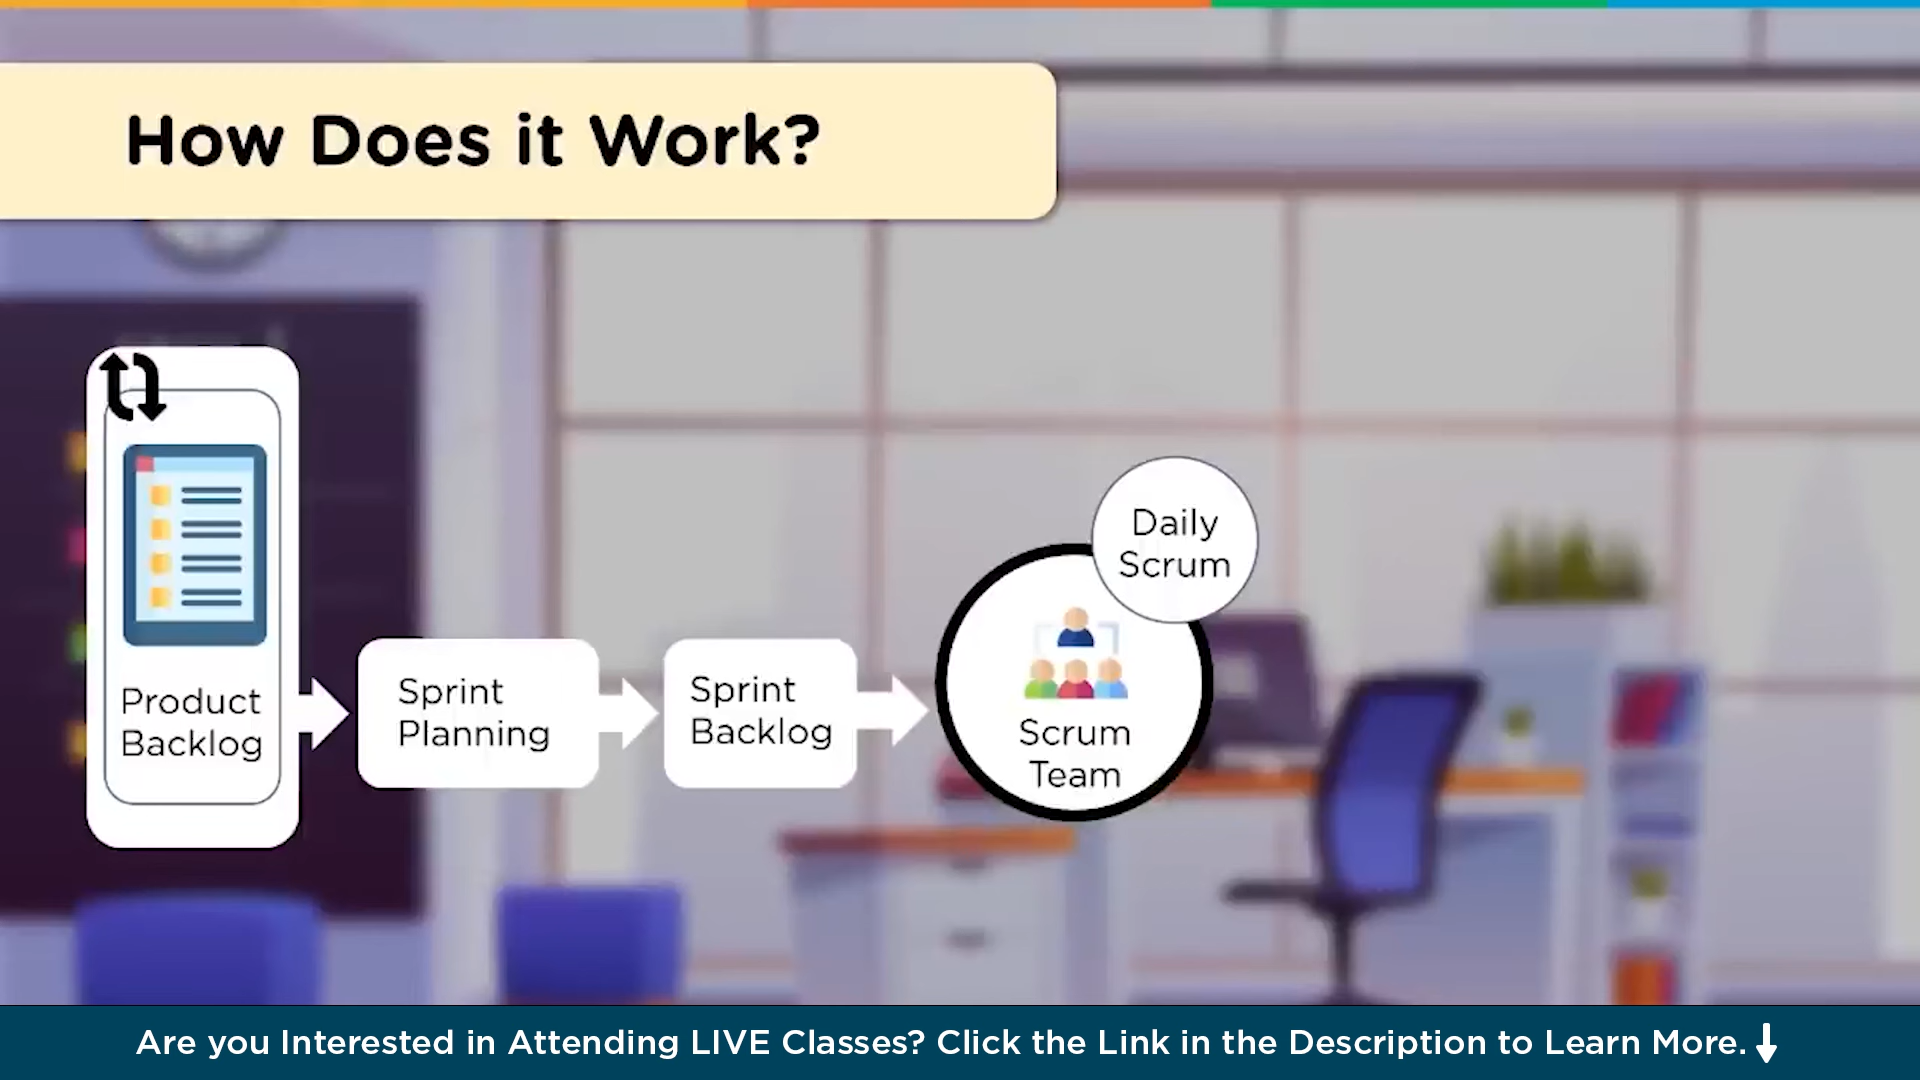 How Does it Work?
Product
Backlog
Sprint
Planning
Sprint
Backlog
Daily
Scrum
Scrum
Team
Are you Interested in Attending LIVE Classes? Click the Link in the Description to Learn More.